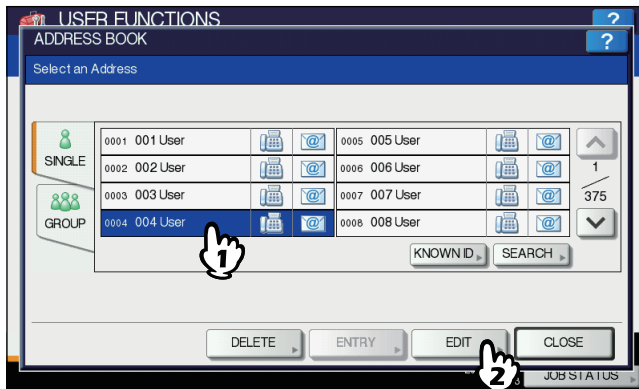 USER FUNCTIONS ?
ADDRESS BOOK ?
Select an Address
SINGLE
GROUP
0001 001 User
0002 002 User
0003 003 User
0004 004 User
0005 005 User
0006 006 User
0007 007 User
0008 008 User
1
375
KNOWN ID SEARCH
1
DELETE ENTRY EDIT CLOSE
2
JOB STATUS